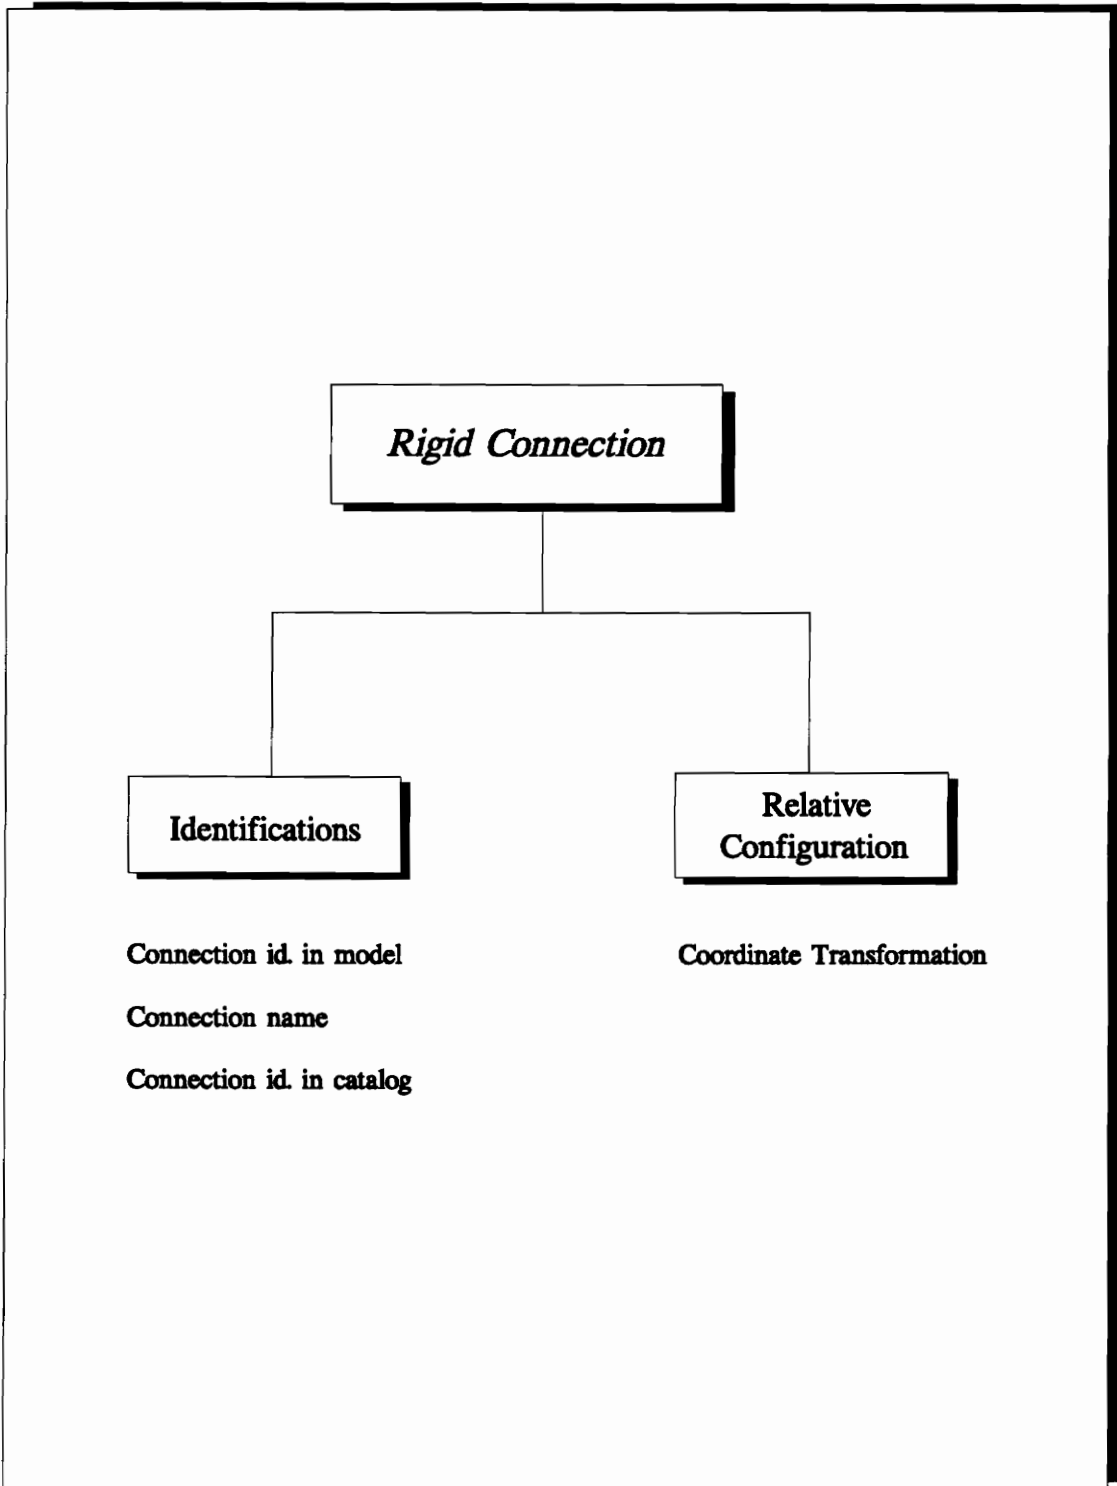 Rigid Connection
Identifications
Relative
Configuration
Connection id. in model
Connection name
Connection id. in catalog
Coordinate Transformation